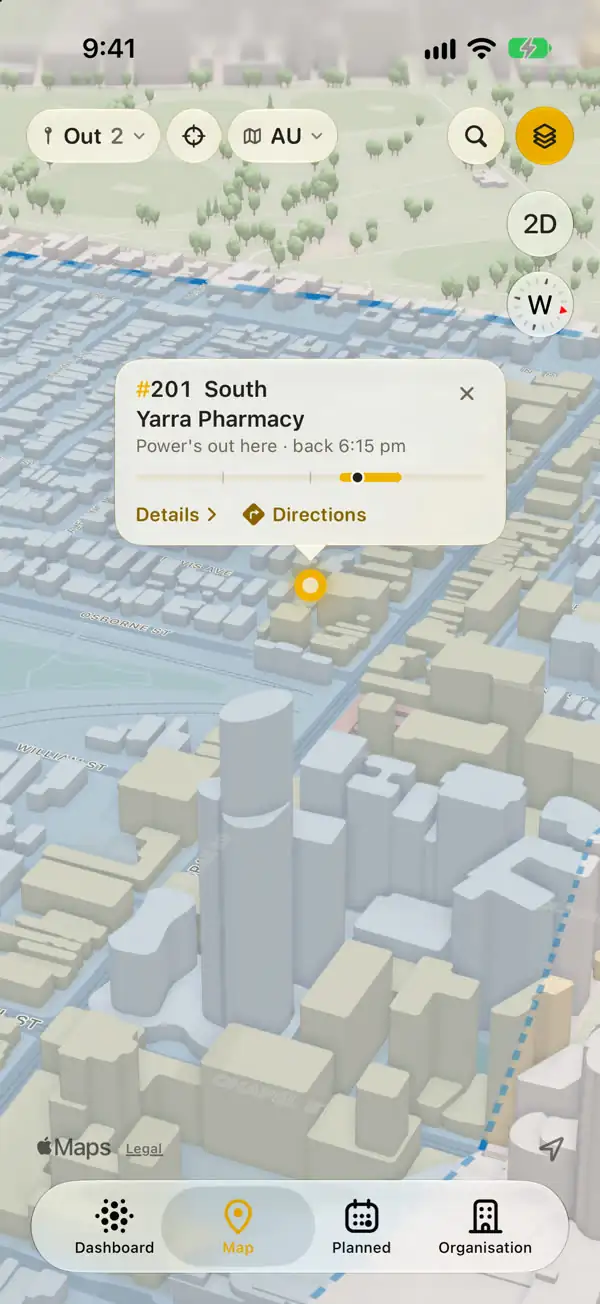 9:41
Out 2
AU
2D
W
#201 South
Yarra Pharmacy
Power's out here · back 6:15 pm
Details
Directions
OSBORNE ST
WILLIAM ST
Maps
Legal
Dashboard
Map
Planned
Organisation